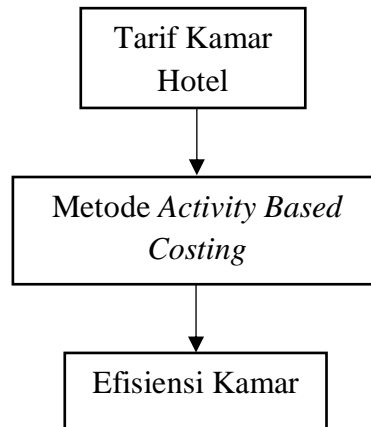 Tarif Kamar
Hotel
Metode Activity Based
Costing
Efisiensi Kamar